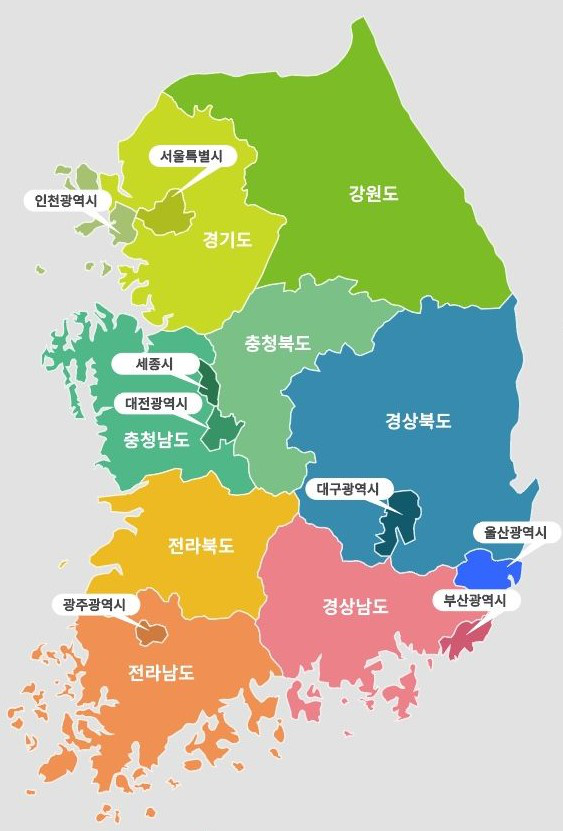 서울특별시
강원도
인천광역시
경기도
충청북도
세종시
대전광역시
경상북도
충청남도
대구광역시
울산광역시
전라북도
광주광역시
부산광역시
경상남도
전라남도